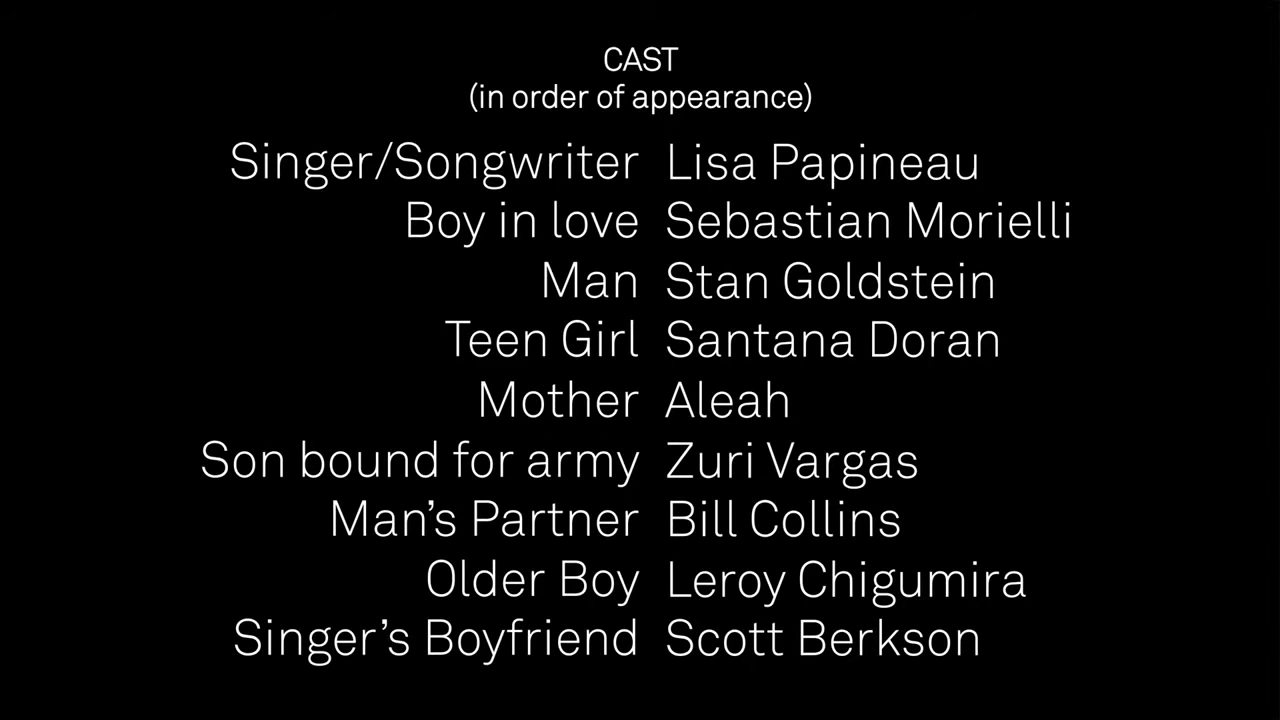 CAST
(in order of appearance)
Singer/Songwriter Lisa Papineau
Boy in love Sebastian Morielli
Man Stan Goldstein
Teen Girl Santana Doran
Mother Aleah
Son bound for army Zuri Vargas
Man’s Partner Bill Collins
Older Boy Leroy Chigumira
Singer’s Boyfriend Scott Berkson